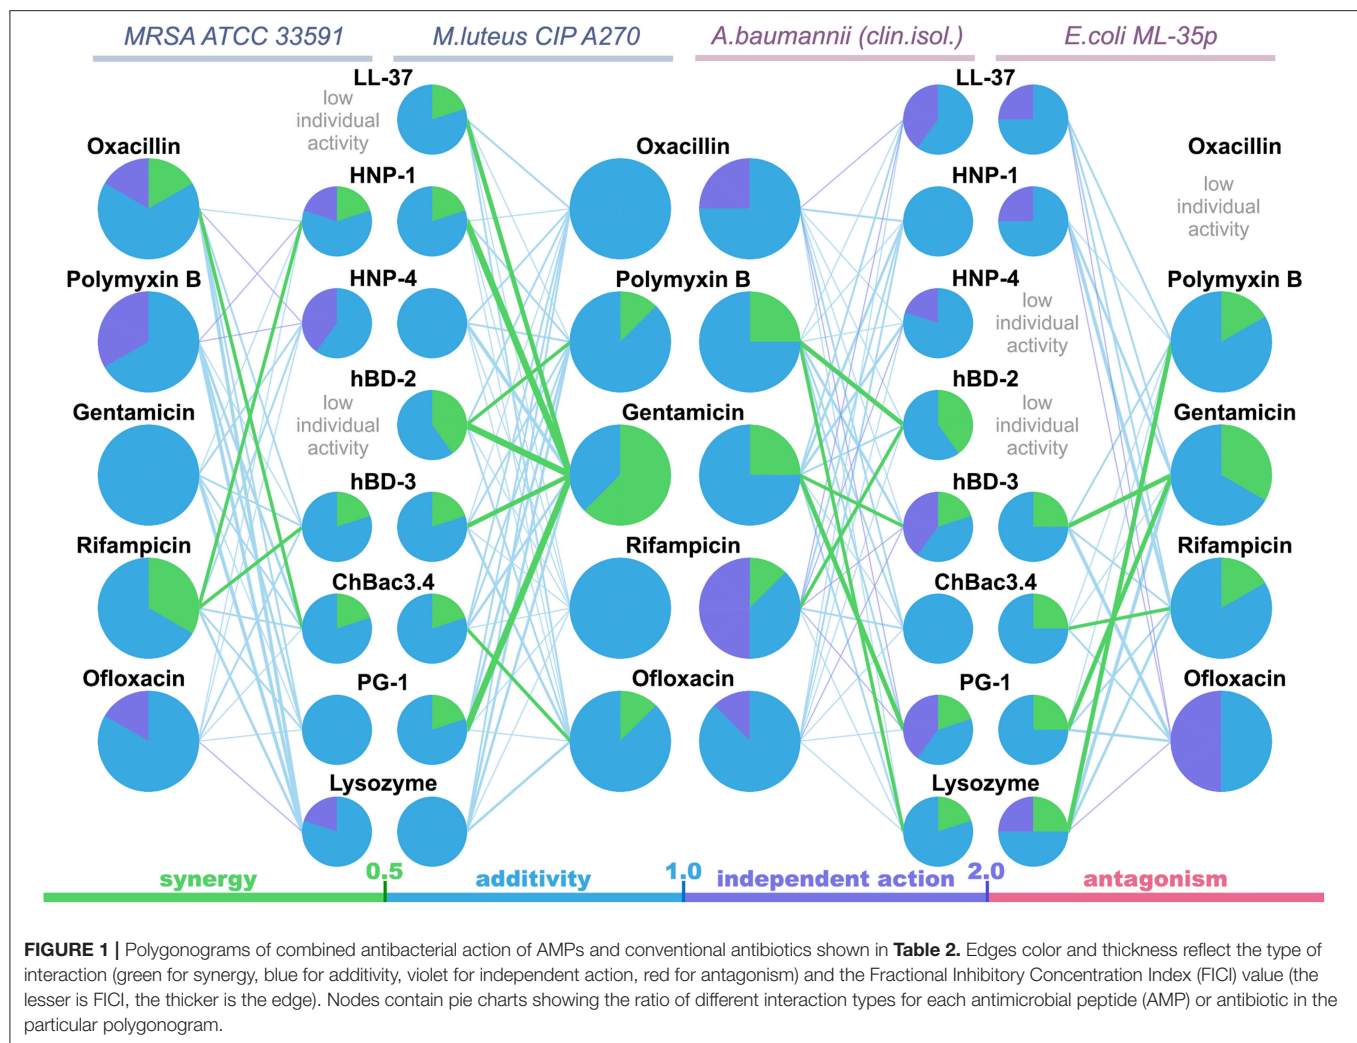 MRSA ATCC 33591
M.luteus CIP A270
A.baumannii (clin.isol.)
E.coli ML-35p
LL-37
low
individual
activity
LL-37
Oxacillin
Oxacillin
Oxacillin
low
individual
activity
HNP-1
HNP-1
Polymyxin B
HNP-4
Polymyxin B
HNP-4
low
individual
activity
Polymyxin B
hBD-2
low
individual
activity
hBD-2
low
individual
activity
Gentamicin
Gentamicin
Gentamicin
hBD-3
hBD-3
Rifampicin
Rifampicin
Rifampicin
ChBac3.4
ChBac3.4
Ofloxacin
PG-1
Ofloxacin
PG-1
Ofloxacin
Lysozyme
Lysozyme
synergy 0.5 additivity 1.0 independent action 2.0 antagonism
FIGURE 1 | Polygonograms of combined antibacterial action of AMPs and conventional antibiotics shown in Table 2. Edges color and thickness reflect the type of
interaction (green for synergy, blue for additivity, violet for independent action, red for antagonism) and the Fractional Inhibitory Concentration Index (FICI) value (the
lesser is FICI, the thicker is the edge). Nodes contain pie charts showing the ratio of different interaction types for each antimicrobial peptide (AMP) or antibiotic in the
particular polygonogram.